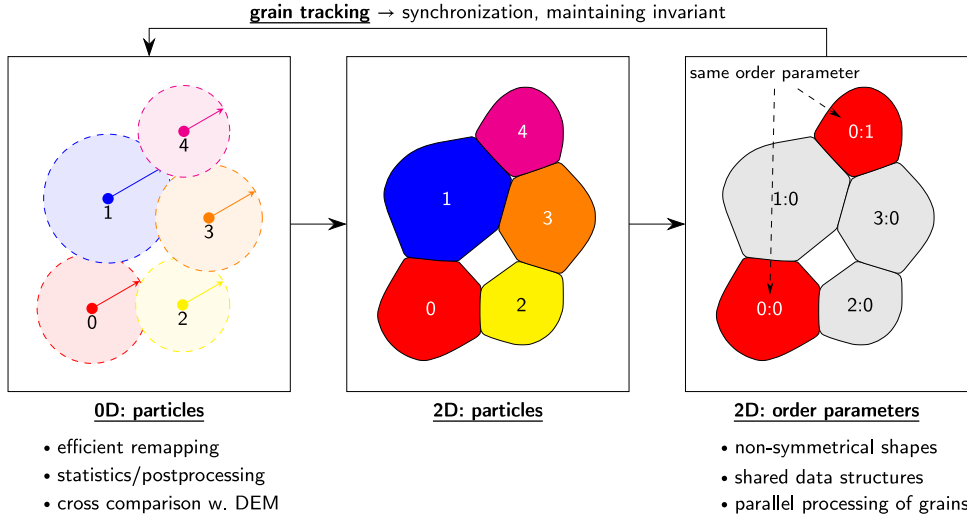 grain tracking → synchronization, maintaining invariant
4
1
3
0
2
4
1
3
0
2
same order parameter
0:1
1:0
3:0
0:0
2:0
0D: particles
• efficient remapping
• statistics/postprocessing
• cross comparison w. DEM
2D: particles
2D: order parameters
• non-symmetrical shapes
• shared data structures
• parallel processing of grains